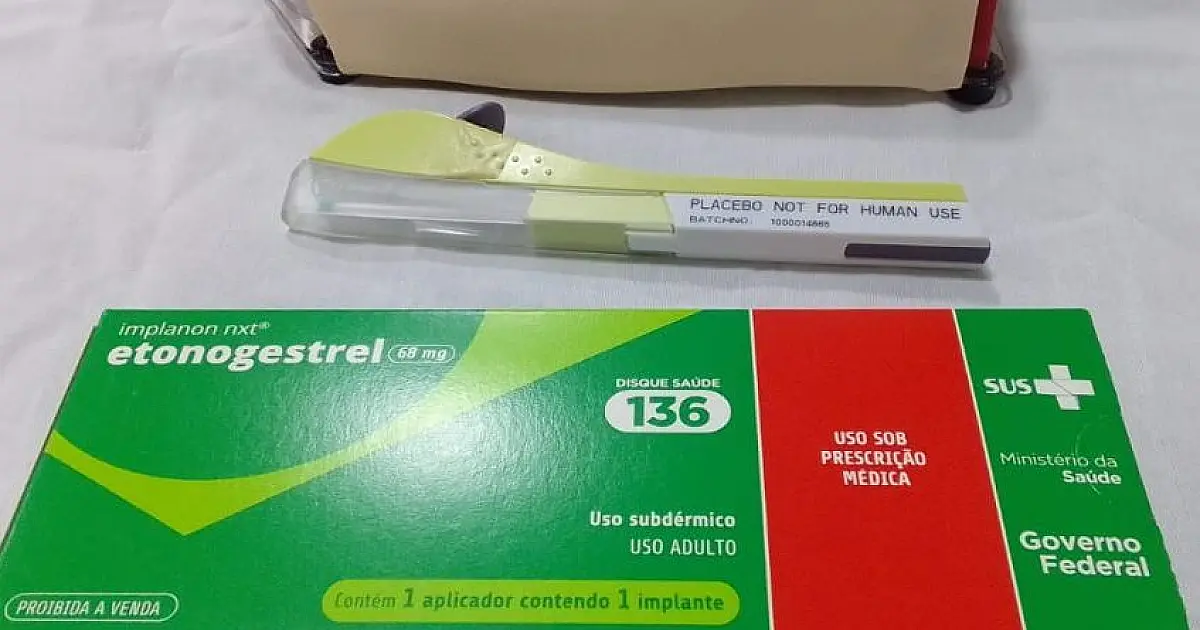 PLACEBO NOT FOR HUMAN USE
BATCHNO. 1000014865
implanon nxt®
etonogestrel 68 mg
DISQUE SAÚDE
136
Uso subdérmico
USO ADULTO
PROIBIDA A VENDA
Contém 1 aplicador contendo 1 implante
USO SOB
PRESCRIÇÃO
MÉDICA
SUS
Ministério da
Saúde
Governo
Federal